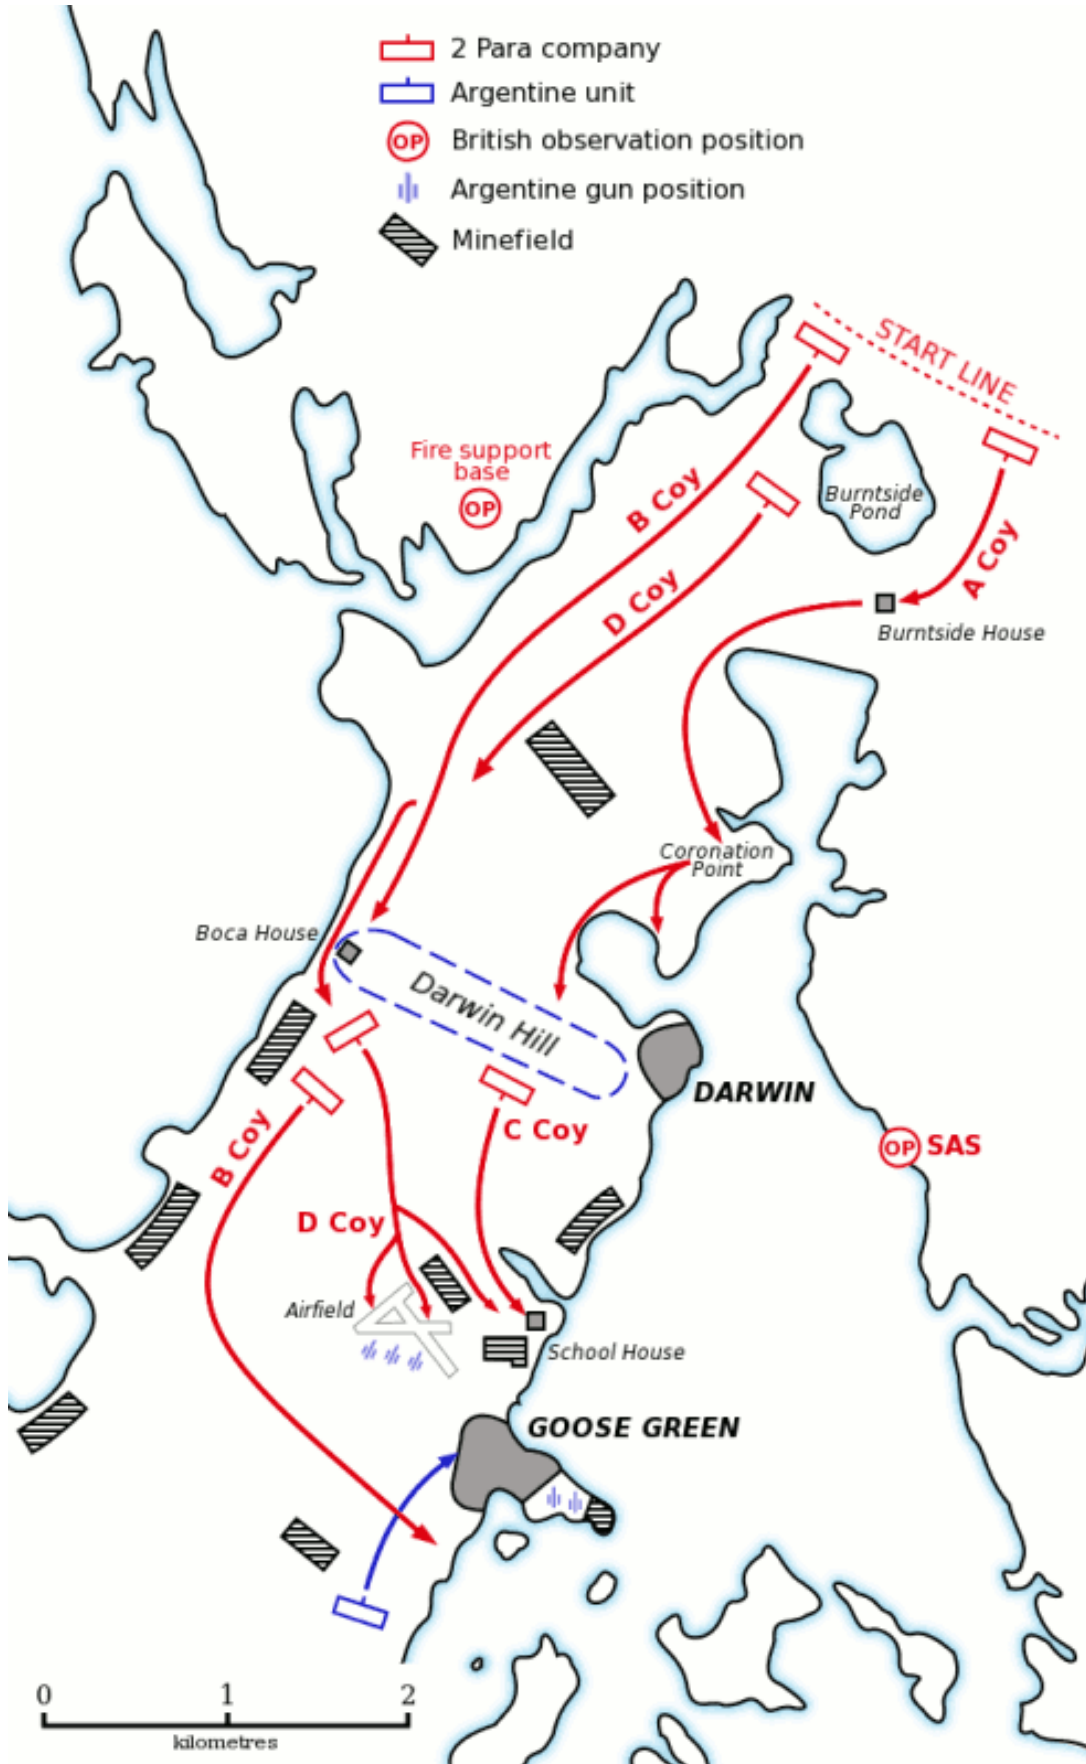 2 Para company
Argentine unit
OP
British observation position
Argentine gun position
Minefield
START LINE
Fire support
base
OP
B Coy
Burntside
Pond
D Coy
A Coy
Burntside House
Coronation
Point
Boca House
Darwin Hill
DARWIN
B Coy
C Coy
OP SAS
D Coy
Airfield
School House
GOOSE GREEN
0 1 2
kilometres